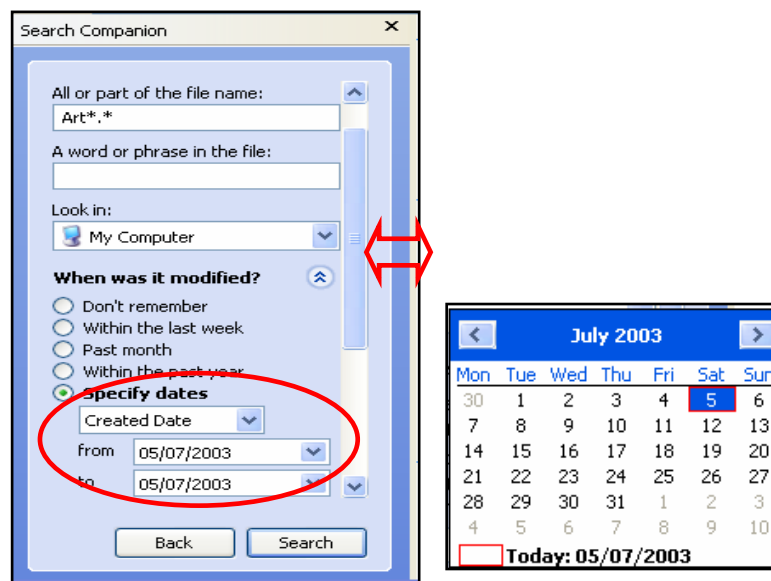 Search Companion
All or part of the file name:
Art*.*
A word or phrase in the file:
Look in:
My Computer
When was it modified?
Don't remember
Within the last week
Past month
Within the past year
Specify dates
Created Date
from 05/07/2003
to 05/07/2003
Back Search
July 2003
Mon Tue Wed Thu Fri Sat Sun
30 1 2 3 4 5 6
7 8 9 10 11 12 13
14 15 16 17 18 19 20
21 22 23 24 25 26 27
28 29 30 31 1 2 3
4 5 6 7 8 9 10
Today: 05/07/2003